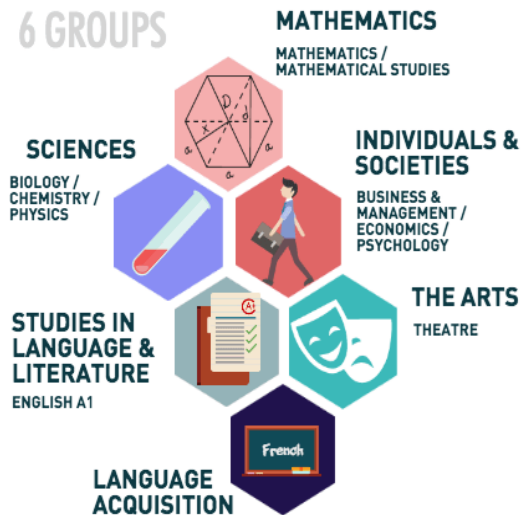 6 GROUPS
MATHEMATICS
MATHEMATICS /
MATHEMATICAL STUDIES
D
d
x
a
a
a
SCIENCES
BIOLOGY /
CHEMISTRY /
PHYSICS
INDIVIDUALS &
SOCIETIES
BUSINESS &
MANAGEMENT /
ECONOMICS /
PSYCHOLOGY
THE ARTS
THEATRE
A
STUDIES IN
LANGUAGE &
LITERATURE
ENGLISH A1
French
LANGUAGE
ACQUISITION